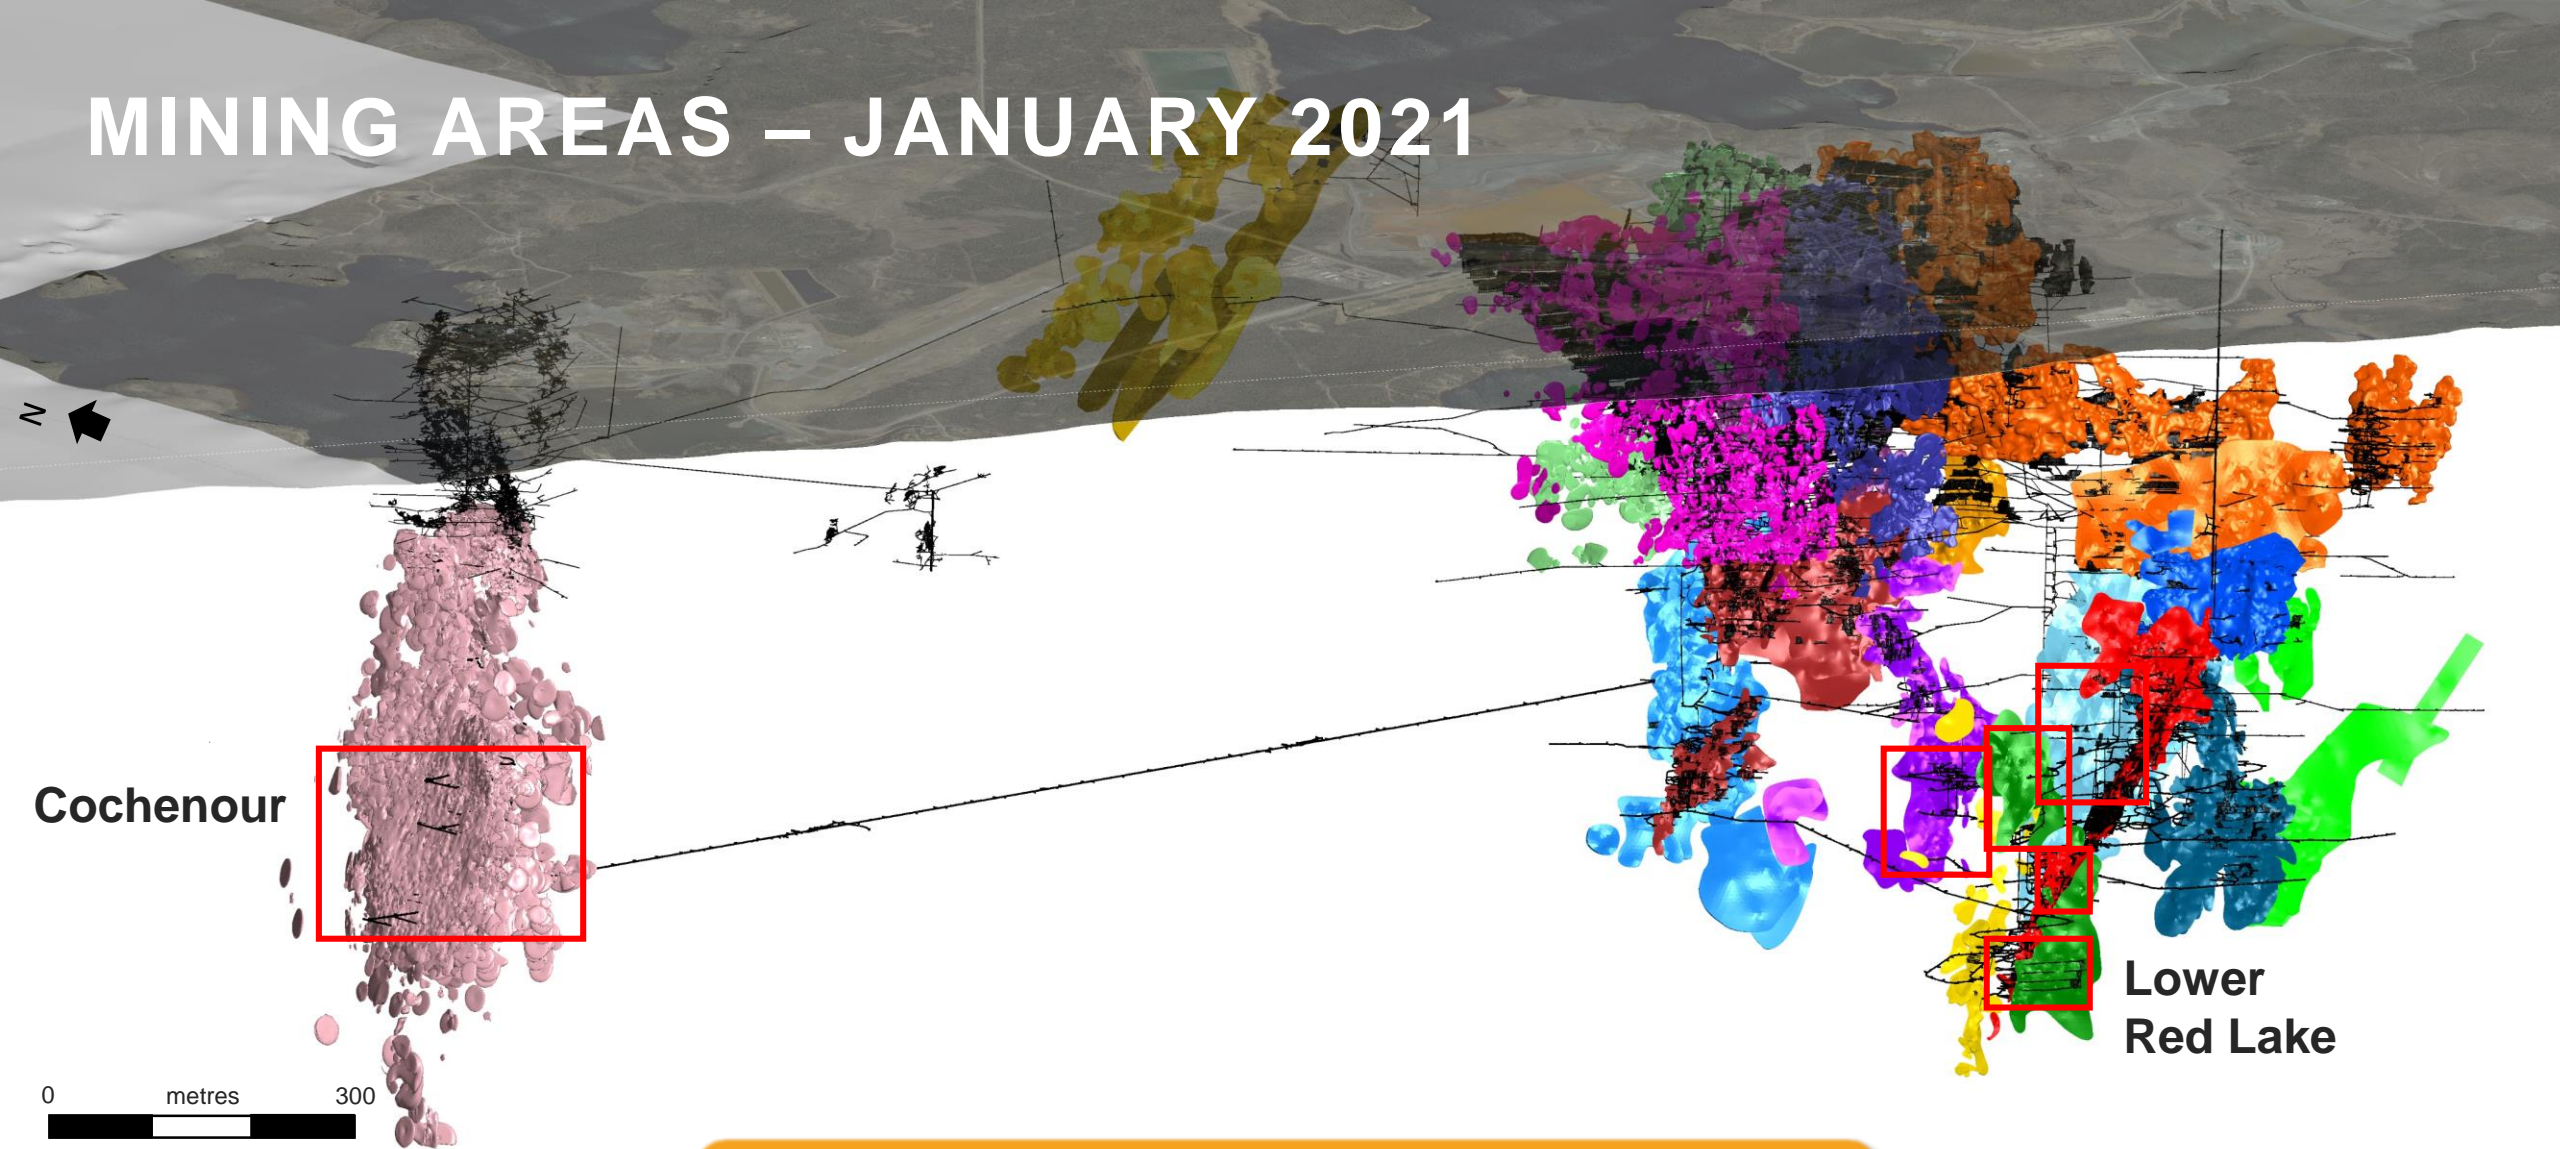 MINING AREAS – JANUARY 2021
N
Cochenour
Lower
Red Lake
0 metres 300